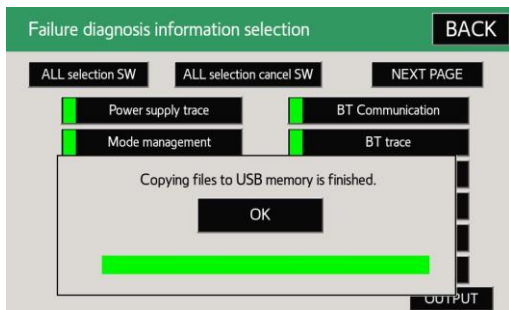 Failure diagnosis information selection BACK
ALL selection SW ALL selection cancel SW NEXT PAGE
Power supply trace BT Communication
Mode management BT trace
Copying files to USB memory is finished.
OK
OUTPUT